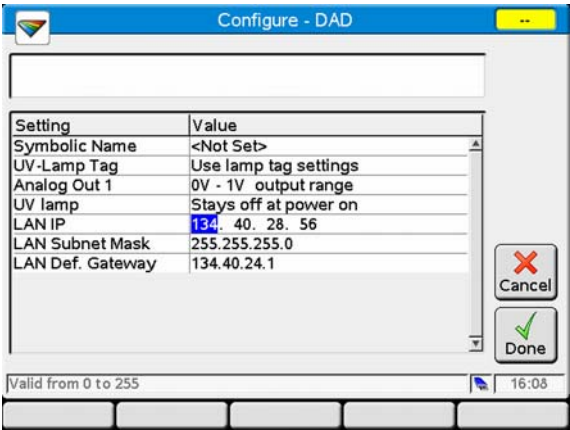 Configure - DAD
--
Setting Value
Symbolic Name <Not Set>
UV-Lamp Tag Use lamp tag settings
Analog Out 1 0V - 1V output range
UV lamp Stays off at power on
LAN IP 134. 40. 28. 56
LAN Subnet Mask 255.255.255.0
LAN Def. Gateway 134.40.24.1
Cancel
Done
Valid from 0 to 255 16:08